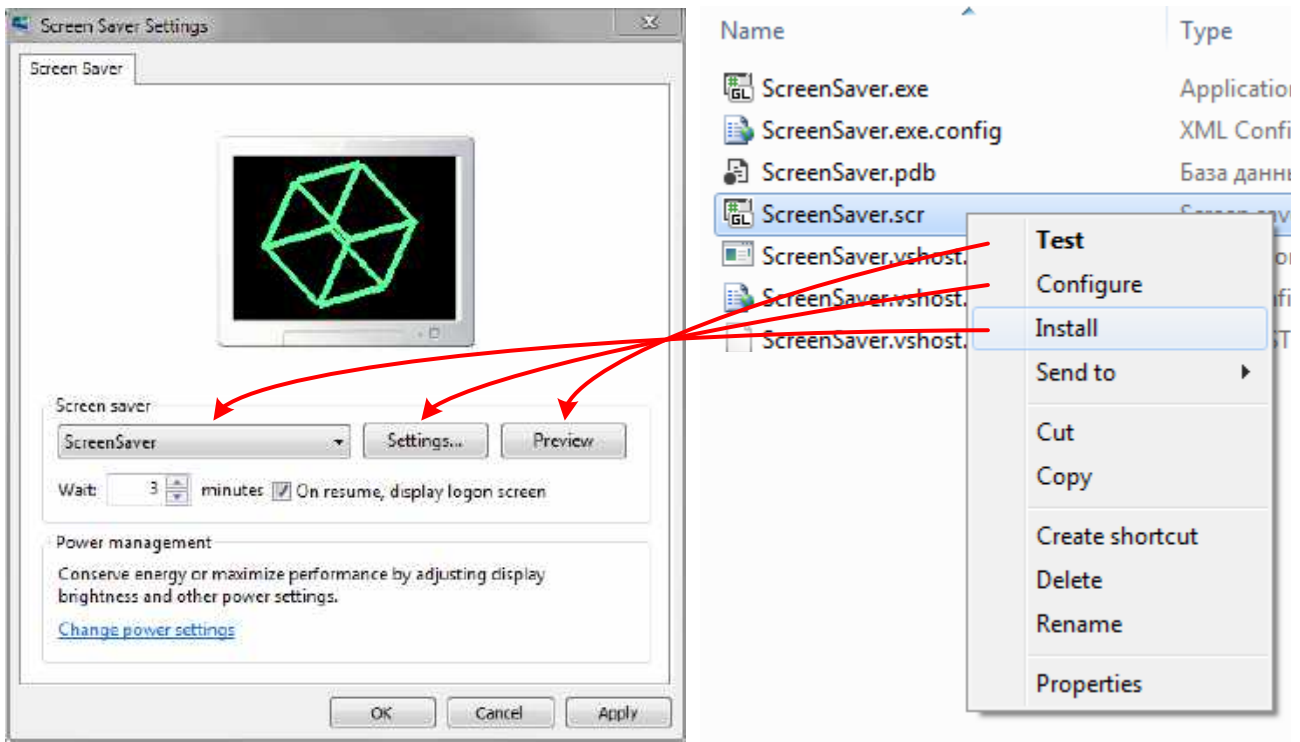 Screen Saver Settings
Screen Saver
Screen saver
ScreenSaver
Settings...
Preview
Wait:
3
minutes
On resume, display logon screen
Power management
Conserve energy or maximize performance by adjusting display
brightness and other power settings.
Change power settings
OK
Cancel
Apply
Name
Type
ScreenSaver.exe
Application
ScreenSaver.exe.config
XML Confi
ScreenSaver.pdb
База данн
ScreenSaver.scr
ScreenSaver.vshost.
ScreenSaver.vshost.
ScreenSaver.vshost.
Test
Configure
Install
Send to
Cut
Copy
Create shortcut
Delete
Rename
Properties
GL
GL